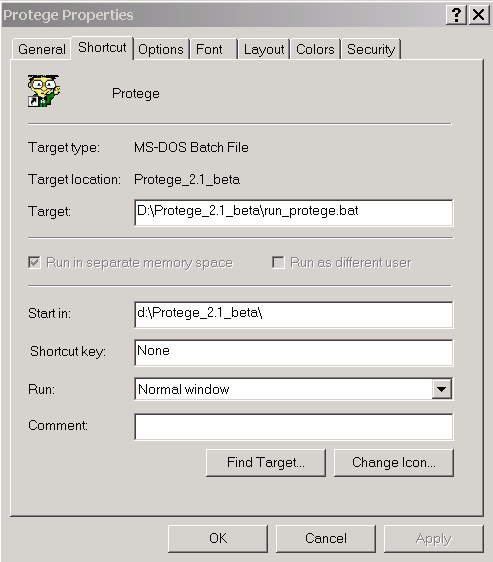 Protege Properties
General Shortcut Options Font Layout Colors Security
Protege
Target type: MS-DOS Batch File
Target location: Protege_2.1_beta
Target: D:\Protege_2.1_beta\run_protege.bat
Run in separate memory space Run as different user
Start in: d:\Protege_2.1_beta\
Shortcut key: None
Run: Normal window
Comment:
Find Target... Change Icon...
OK Cancel Apply